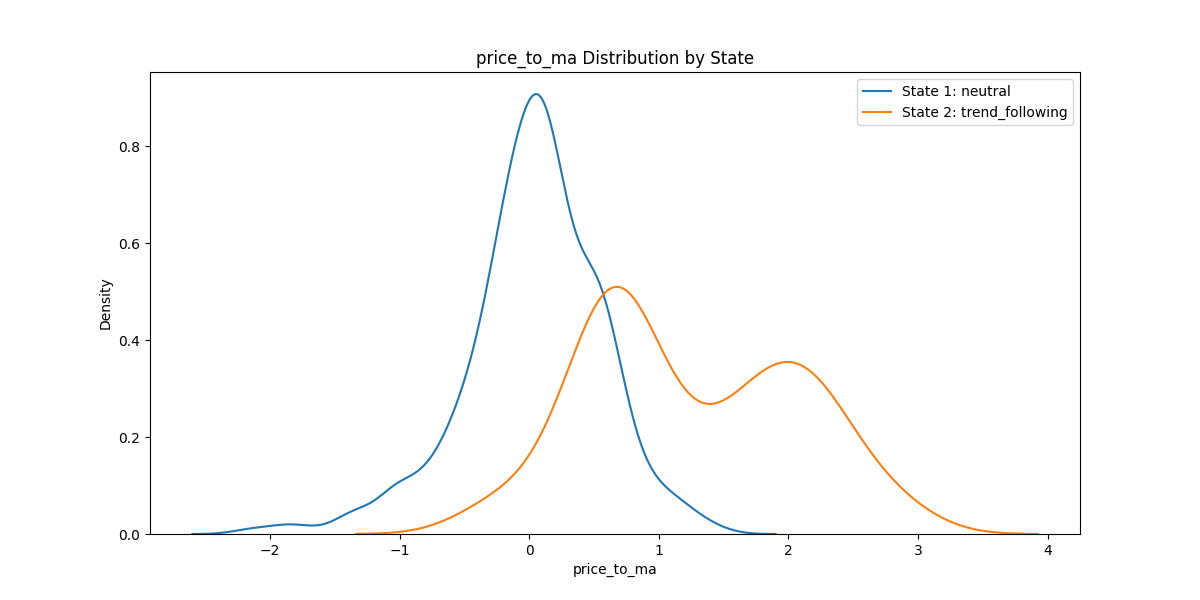 price_to_ma Distribution by State
State 1: neutral
State 2: trend_following
Density
0.8
0.6
0.4
0.2
0.0
−2
−1
0
1
2
3
4
price_to_ma